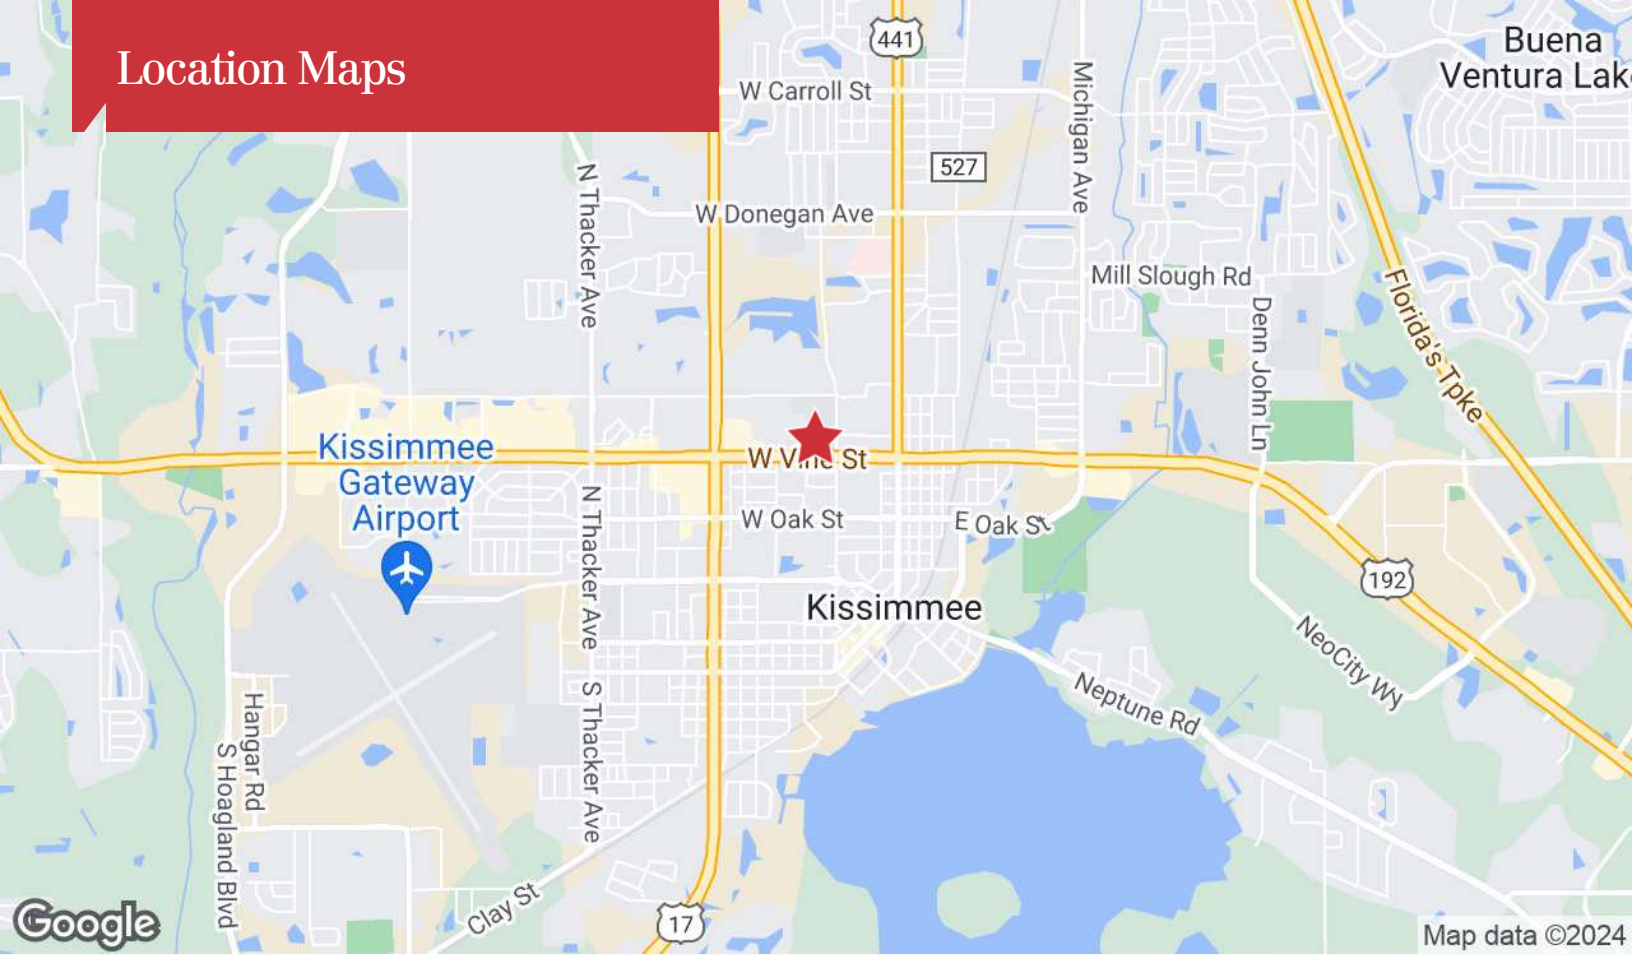 Location Maps
441
Buena
Ventura Lak
W Carroll St
Michigan Ave
527
N Thacker Ave
W Donegan Ave
Mill Slough Rd
Florida's Tpke
Denn John Ln
Kissimmee
Gateway
Airport
W Vine St
N Thacker Ave
W Oak St
E Oak St
192
Kissimmee
NeoCity Wy
Neptune Rd
S Thacker Ave
Hangar Rd
S Hoagland Blvd
Clay St
17
Google
Map data ©2024